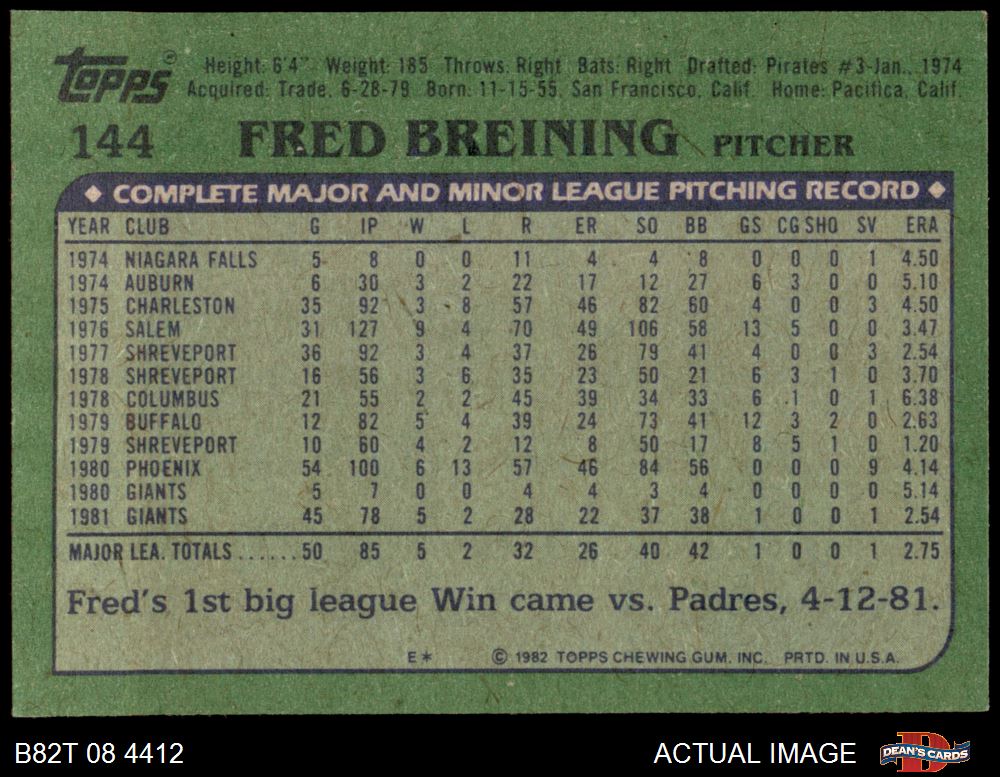 Topps® Height: 6'4" Weight: 185 Throws: Right Bats: Right Drafted: Pirates #3-Jan., 1974
Acquired: Trade, 6-28-79 Born: 11-15-55, San Francisco, Calif. Home: Pacifica, Calif.
144 FRED BREINING PITCHER
◆ COMPLETE MAJOR AND MINOR LEAGUE PITCHING RECORD ◆
YEAR CLUB G IP W L R ER SO BB GS CG SHO SV ERA
1974 NIAGARA FALLS 5 8 0 0 11 4 4 8 0 0 0 1 4.50
1974 AUBURN 6 30 3 2 22 17 12 27 6 3 0 0 5.10
1975 CHARLESTON 35 92 3 8 57 46 82 60 4 0 0 3 4.50
1976 SALEM 31 127 9 4 70 49 106 58 13 5 0 0 3.47
1977 SHREVEPORT 36 92 3 4 37 26 79 41 4 0 0 3 2.54
1978 SHREVEPORT 16 56 3 6 35 23 50 21 6 3 1 0 3.70
1978 COLUMBUS 21 55 2 2 45 39 34 33 6 1 0 1 6.38
1979 BUFFALO 12 82 5 4 39 24 73 41 12 3 2 0 2.63
1979 SHREVEPORT 10 60 4 2 12 8 50 17 8 5 1 0 1.20
1980 PHOENIX 54 100 6 13 57 46 84 56 0 0 0 9 4.14
1980 GIANTS 5 7 0 0 4 4 3 4 0 0 0 0 5.14
1981 GIANTS 45 78 5 2 28 22 37 38 1 0 0 1 2.54
MAJOR LEA. TOTALS ...... 50 85 5 2 32 26 40 42 1 0 0 1 2.75
Fred's 1st big league Win came vs. Padres, 4-12-81.
E* © 1982 TOPPS CHEWING GUM, INC. PRTD. IN U.S.A.
B82T 08 4412 ACTUAL IMAGE DEAN'S CARDS